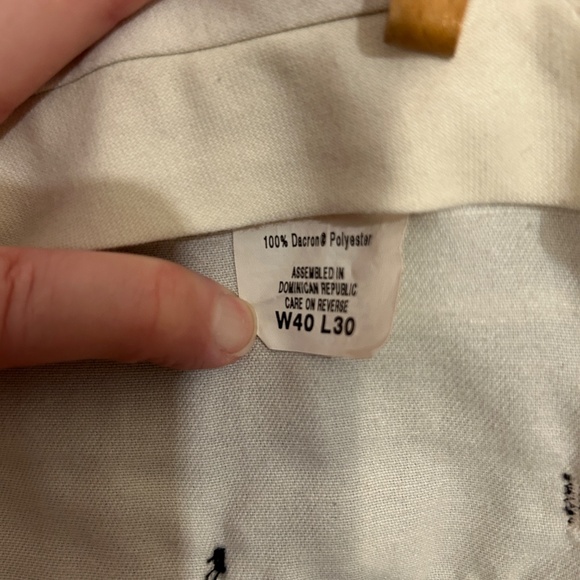 100% Dacron® Polyester
ASSEMBLED IN
DOMINICAN REPUBLIC
CARE ON REVERSE
W40 L30